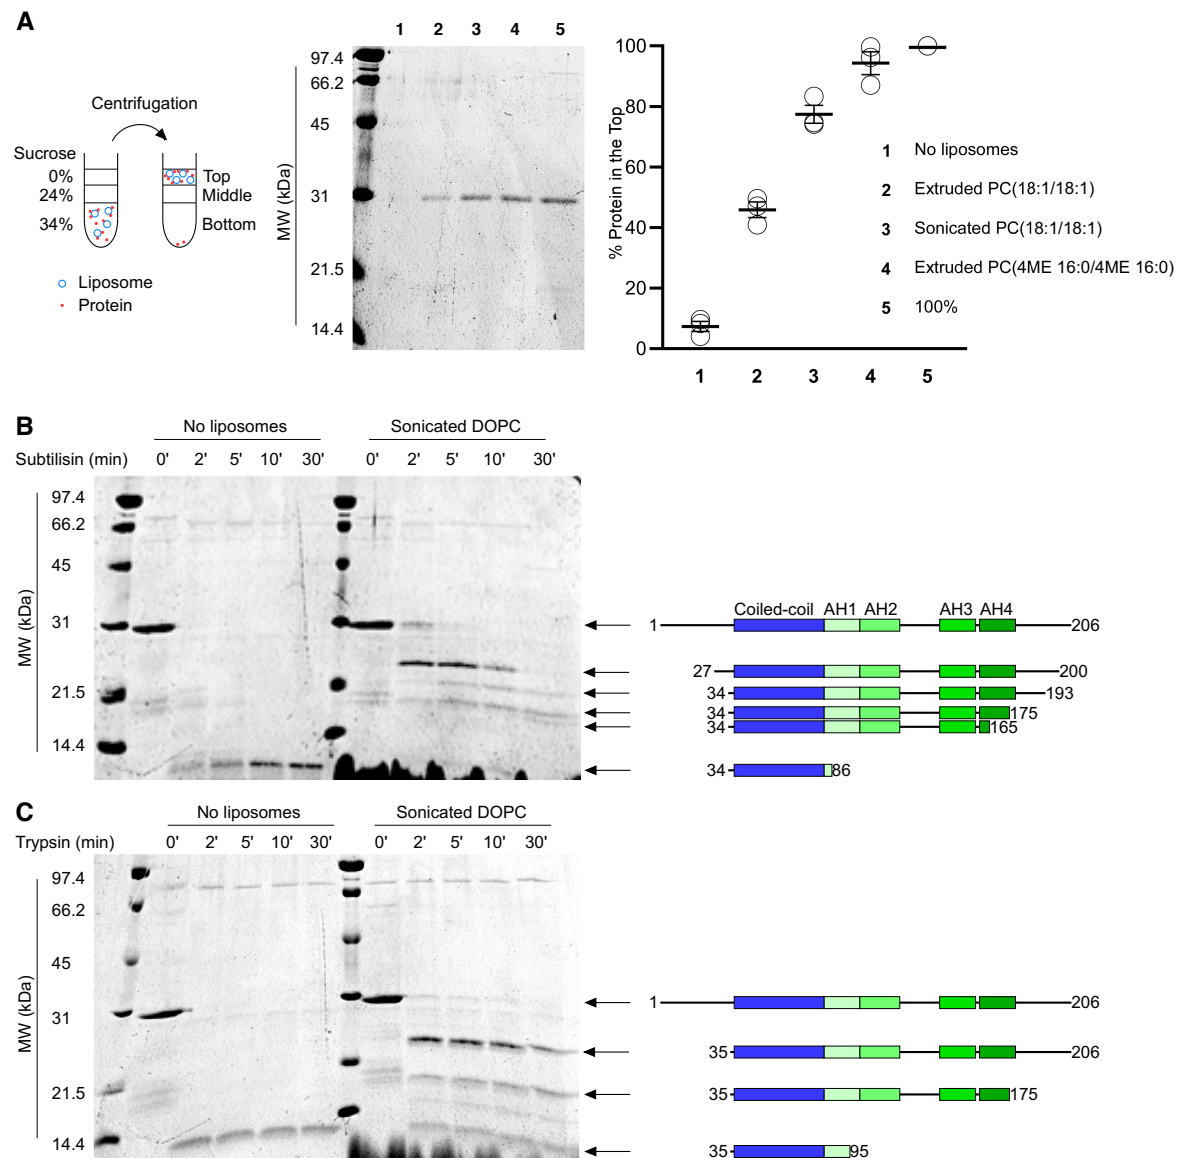 A
Centrifugation
Sucrose
0%
24%
34%
Top
Middle
Bottom
Liposome
Protein
1 2 3 4 5
MW (kDa)
97.4
66.2
45
31
21.5
14.4
% Protein in the Top
100
80
60
40
20
0
1 2 3 4 5
1 No liposomes
2 Extruded PC(18:1/18:1)
3 Sonicated PC(18:1/18:1)
4 Extruded PC(4ME 16:0/4ME 16:0)
5 100%
B
No liposomes Sonicated DOPC
Subtilisin (min) 0' 2' 5' 10' 30' 0' 2' 5' 10' 30'
MW (kDa)
97.4
66.2
45
31
21.5
14.4
Coiled-coil AH1 AH2 AH3 AH4
1 206
27 200
34 193
34 175
34 165
34 86
C
No liposomes Sonicated DOPC
Trypsin (min) 0' 2' 5' 10' 30' 0' 2' 5' 10' 30'
MW (kDa)
97.4
66.2
45
31
21.5
14.4
1 206
35 206
35 175
35 95